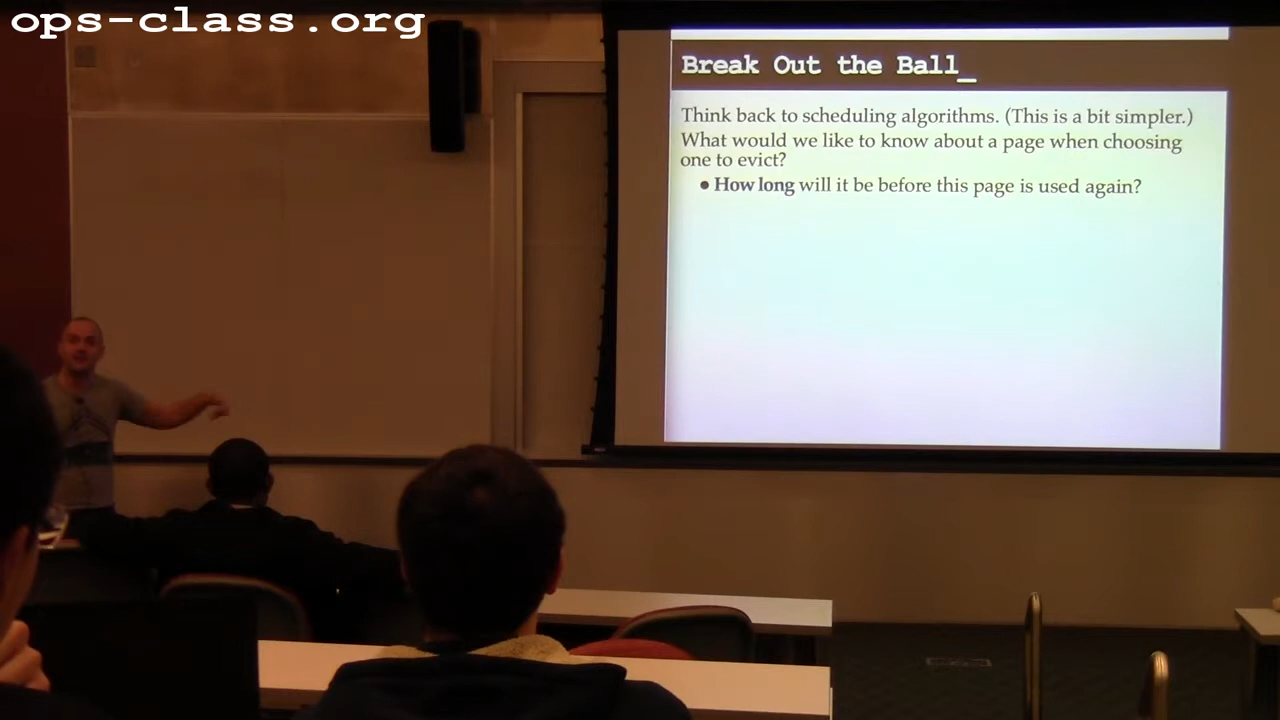 ops-class.org
Break Out the Ball_
Think back to scheduling algorithms. (This is a bit simpler.)
What would we like to know about a page when choosing
one to evict?
• How long will it be before this page is used again?